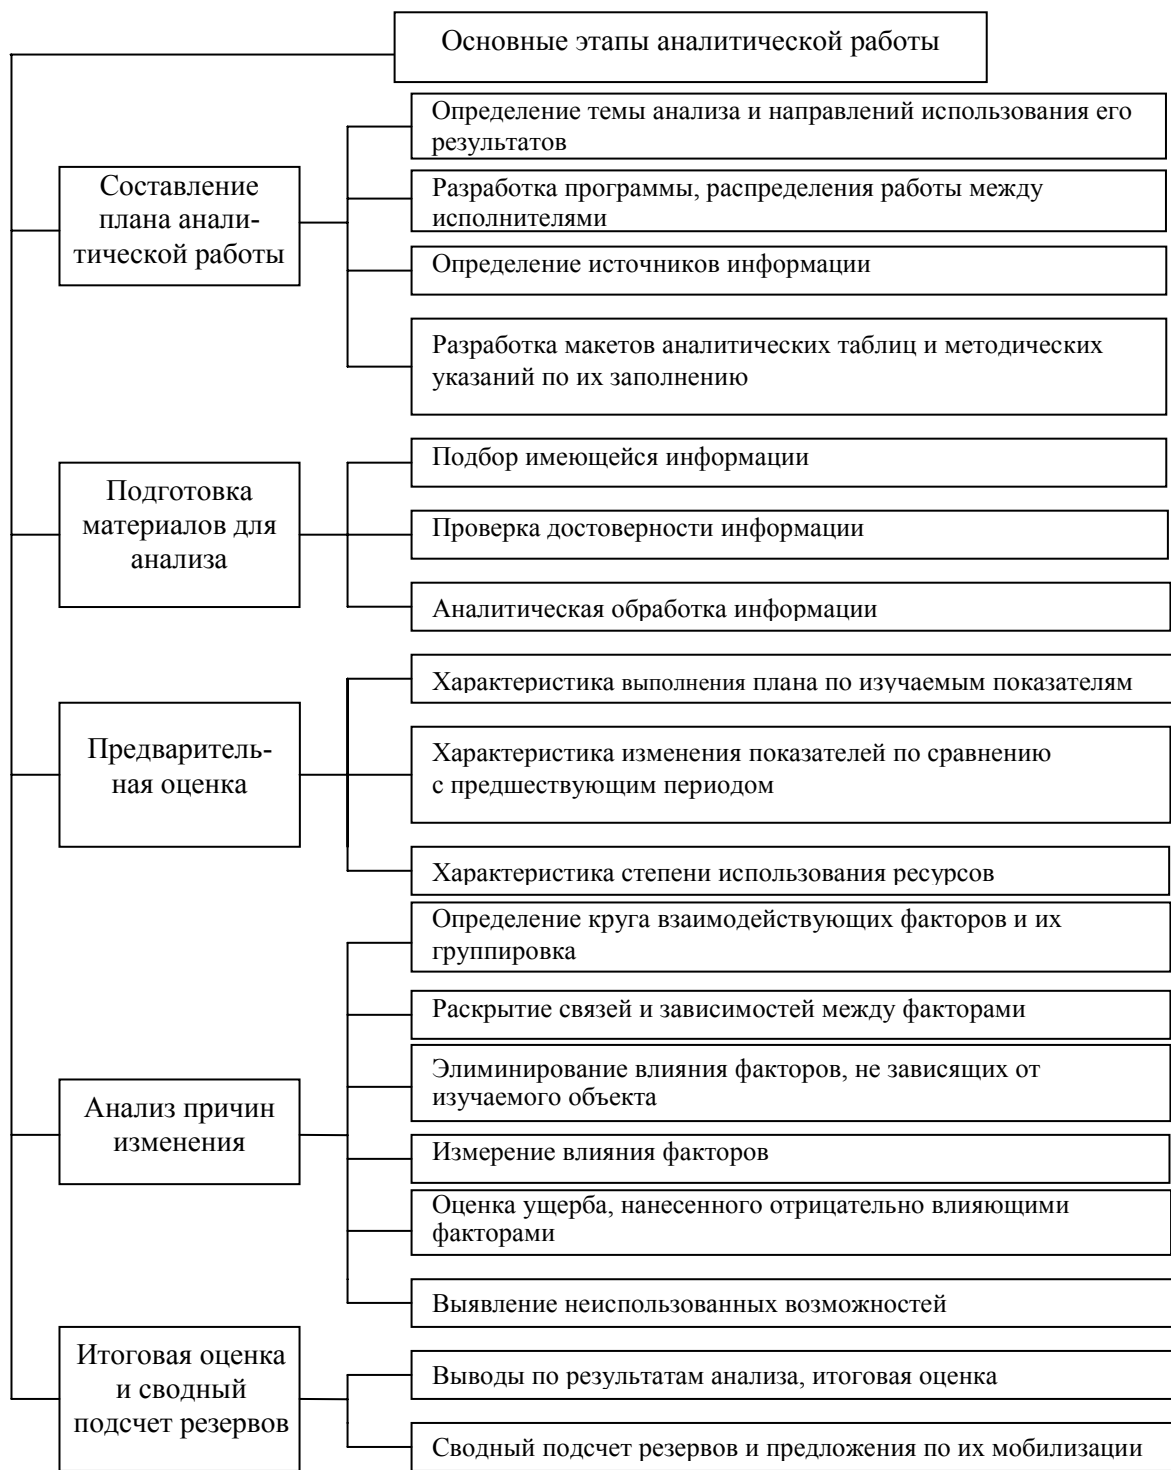 Основные этапы аналитической работы
Составление
плана анали-
тической работы
Определение темы анализа и направлений использования его
результатов
Разработка программы, распределения работы между
исполнителями
Определение источников информации
Разработка макетов аналитических таблиц и методических
указаний по их заполнению
Подготовка
материалов для
анализа
Подбор имеющейся информации
Проверка достоверности информации
Аналитическая обработка информации
Предваритель-
ная оценка
Характеристика выполнения плана по изучаемым показателям
Характеристика изменения показателей по сравнению
с предшествующим периодом
Характеристика степени использования ресурсов
Анализ причин
изменения
Определение круга взаимодействующих факторов и их
группировка
Раскрытие связей и зависимостей между факторами
Элиминирование влияния факторов, не зависящих от
изучаемого объекта
Измерение влияния факторов
Оценка ущерба, нанесенного отрицательно влияющими
факторами
Выявление неиспользованных возможностей
Итоговая оценка
и сводный
подсчет резервов
Выводы по результатам анализа, итоговая оценка
Сводный подсчет резервов и предложения по их мобилизации